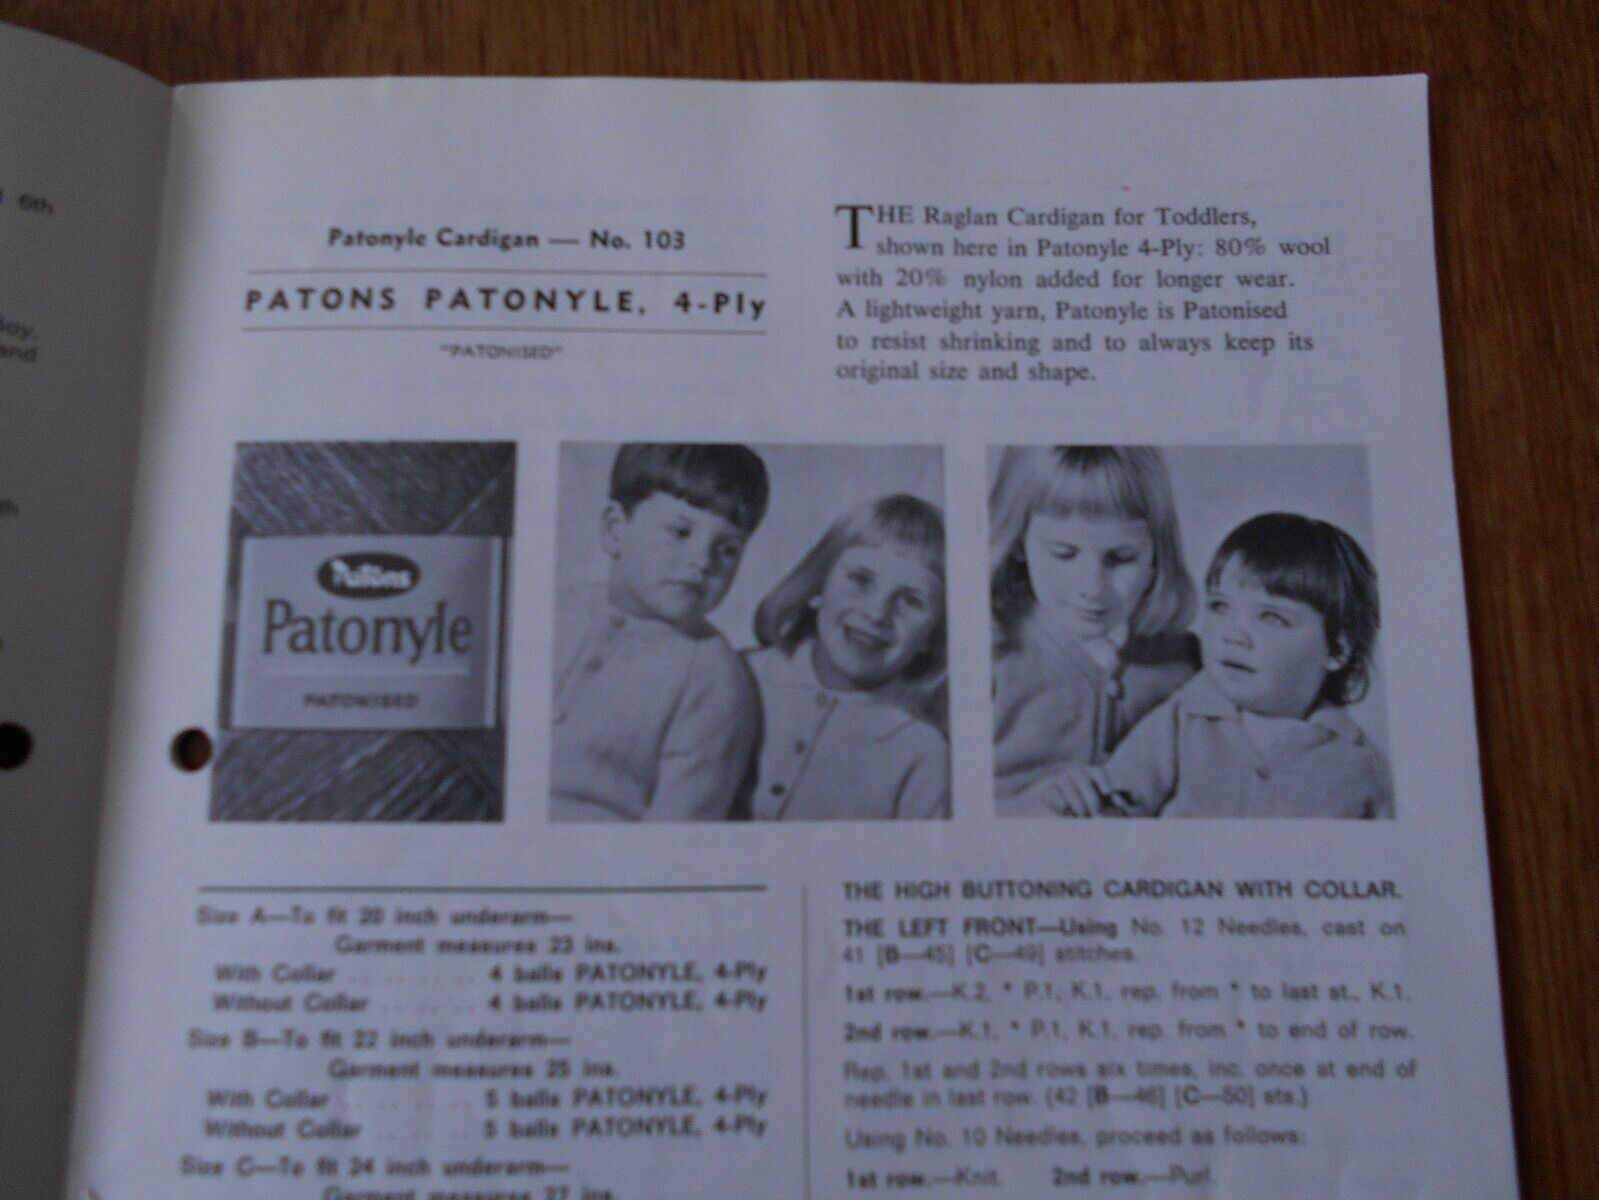 6th
and
Patonyle Cardigan — No. 103
PATONS PATONYLE, 4-Ply
"PATONISED"
THE Raglan Cardigan for Toddlers,
shown here in Patonyle 4-Ply: 80% wool
with 20% nylon added for longer wear.
A lightweight yarn, Patonyle is Patonised
to resist shrinking and to always keep its
original size and shape.
Patons
Patonyle
PATONISED
Size A—To fit 20 inch underarm—
Garment measures 23 ins.
With Collar .. .. .. .. 4 balls PATONYLE, 4-Ply
Without Collar .. .. .. 4 balls PATONYLE, 4-Ply
Size B—To fit 22 inch underarm—
Garment measures 25 ins.
With Collar .. .. .. .. 5 balls PATONYLE, 4-Ply
Without Collar .. .. .. 5 balls PATONYLE, 4-Ply
Size C—To fit 24 inch underarm—
Garment measures 27 ins.
THE HIGH BUTTONING CARDIGAN WITH COLLAR.
THE LEFT FRONT—Using No. 12 Needles, cast on
41 [B—45] [C—49] stitches.
1st row.—K.2, * P.1, K.1, rep. from * to last st., K.1.
2nd row.—K.1, * P.1, K.1, rep. from * to end of row.
Rep. 1st and 2nd rows six times, inc. once at end of
needle in last row. (42 [B—46] [C—50] sts.)
Using No. 10 Needles, proceed as follows:
1st row.—Knit. 2nd row.—Purl.